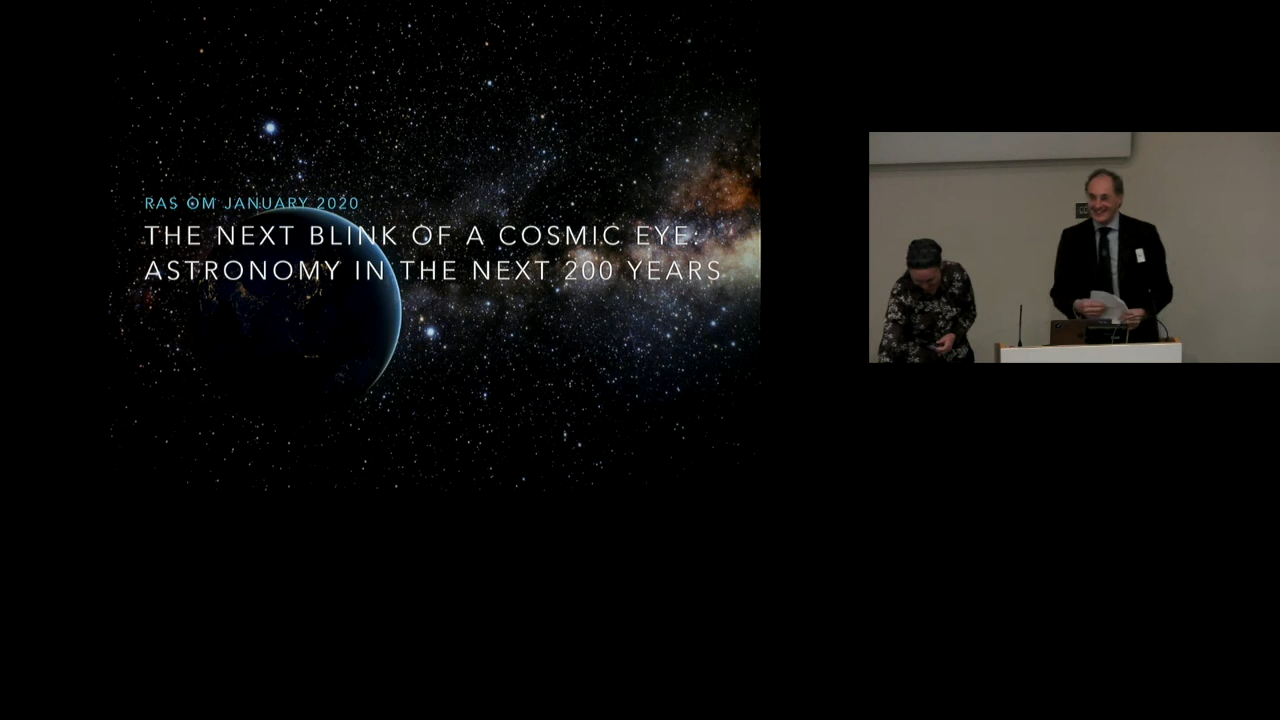 RAS OM JANUARY 2020
THE NEXT BLINK OF A COSMIC EYE:
ASTRONOMY IN THE NEXT 200 YEARS